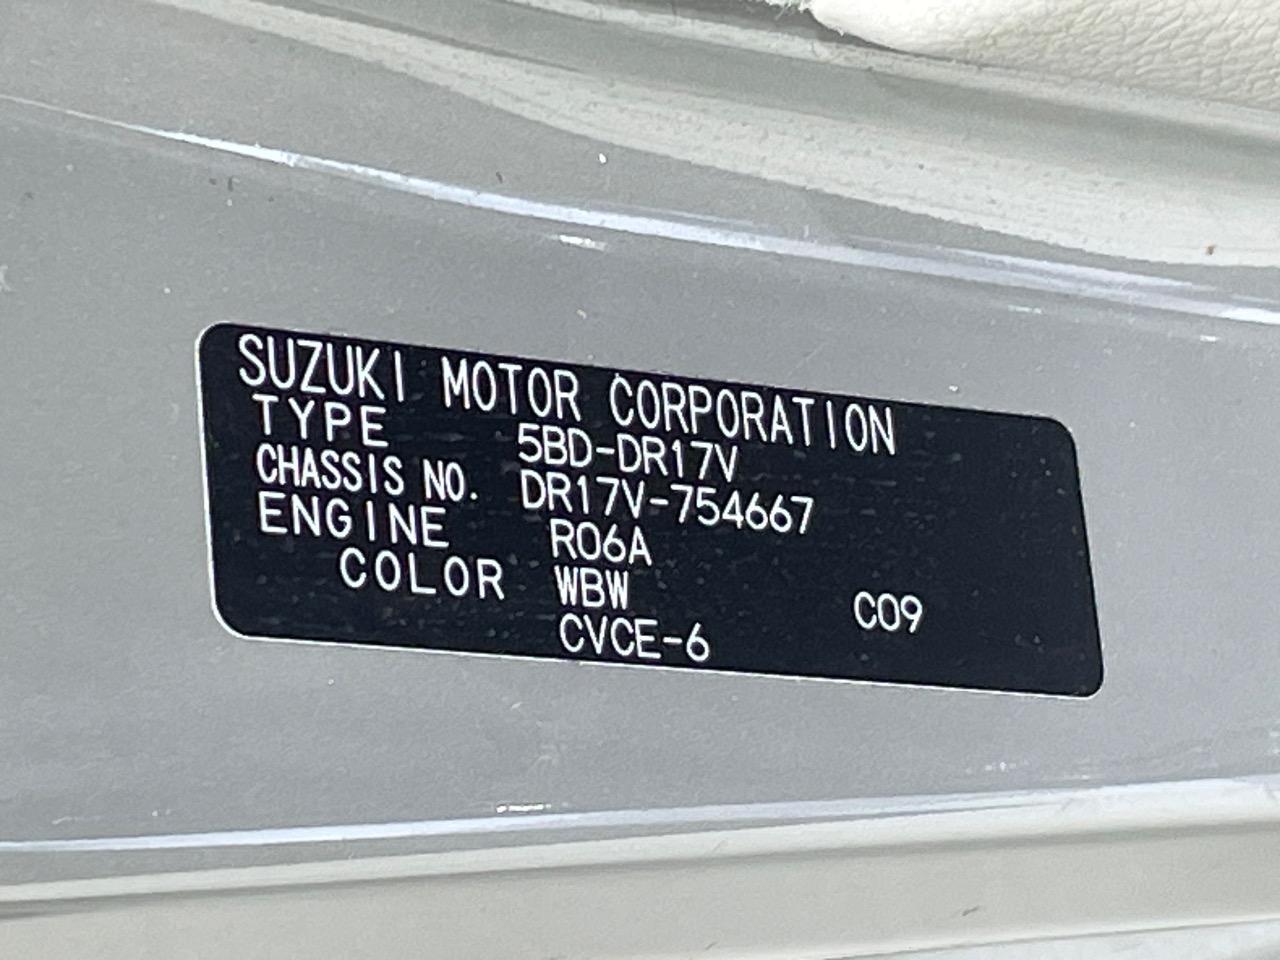 SUZUKI MOTOR CORPORATION
TYPE 5BD-DR17V
CHASSIS NO. DR17V-754667
ENGINE R06A
COLOR WBW C09
CVCE-6